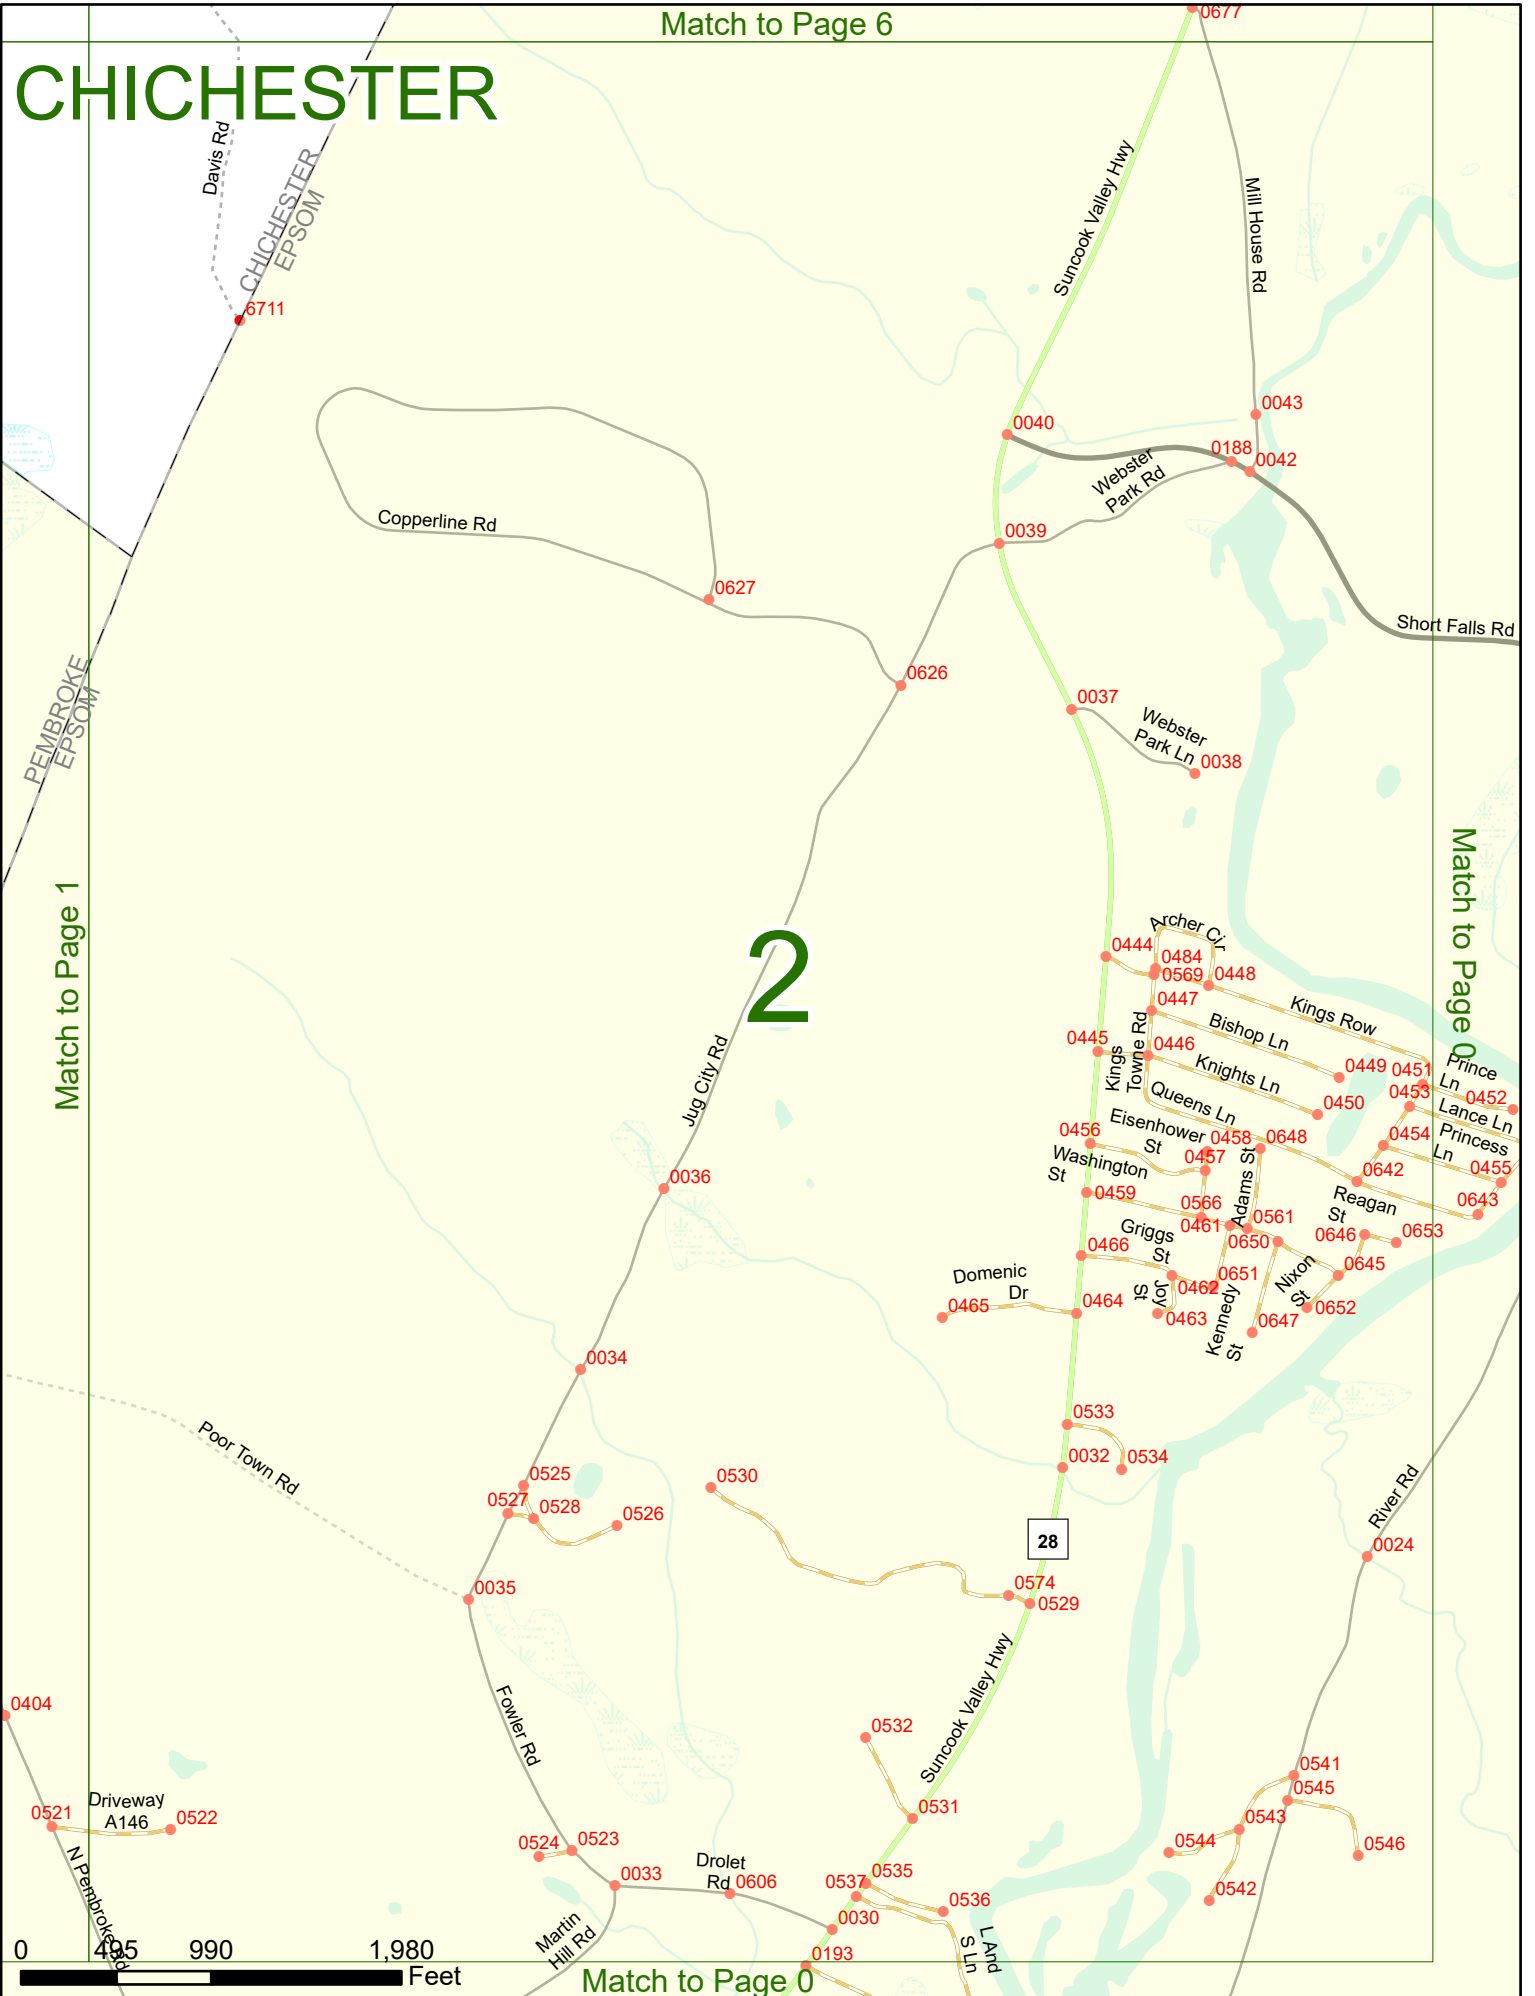 Match to Page 6
0677
CHICHESTER
Davis Rd
CHICHESTER
EPSOM
6711
Suncook Valley Hwy
Mill House Rd
0043
0040
0188
0042
Webster
Park Rd
Copperline Rd
0039
0627
Short Falls Rd
0626
0037
Webster
Park Ln
0038
PEMBROKE
EPSOM
Match to Page 1
Match to Page 0
2
Archer Cir
0444
0484
0569
0448
0447
Kings Row
Bishop Ln
0445
Kings
Towne Rd
0446
Knights Ln
0449
0451
Prince
Ln
0452
0453
Queens Ln
0450
Lance Ln
Jug City Rd
0456
Eisenhower
St
0458
0648
0454
Princess
Ln
0457
Washington
St
0642
0455
0036
0459
Adams St
0566
Reagan
St
0643
0461
0561
Griggs
St
0650
0646
0653
0466
0645
Domenic
Dr
0462
0651
Nixon
St
Joy
St
0465
0464
0463
Kennedy
St
0647
0652
0034
0533
Poor Town Rd
0032
0534
0525
0530
River Rd
0527
0528
0526
28
0024
0035
0574
0529
Suncook Valley Hwy
Fowler Rd
0404
0532
0541
0545
Driveway
A146
0521
0522
0531
0543
0544
0546
N Pembroke Rd
0524
0523
0033
Drolet
Rd
0606
0535
0537
0536
0542
0030
Martin
Hill Rd
L And
S Ln
0193
0 495 990 1,980
Feet
Match to Page 0